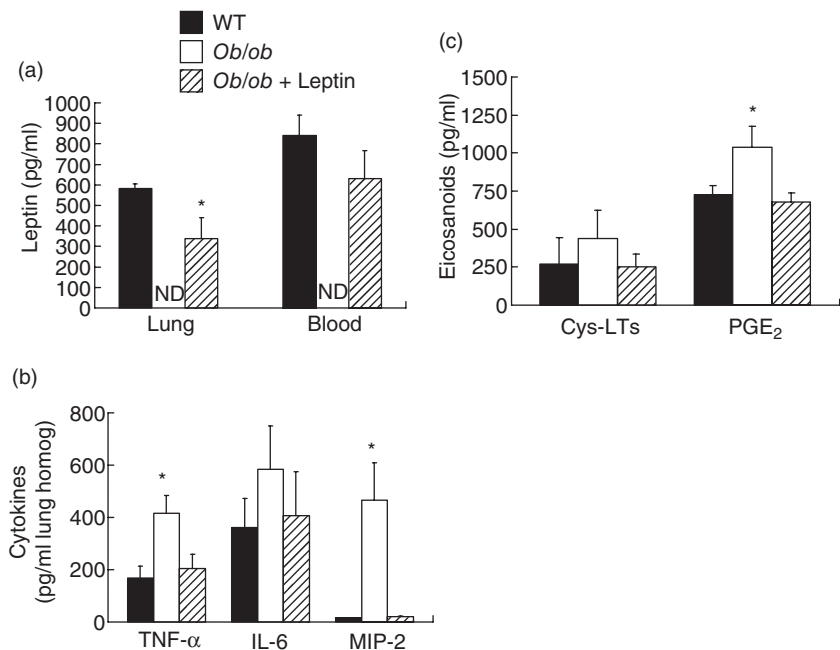 WT
Ob/ob
Ob/ob + Leptin
(a)
Leptin (pg/ml)
1000
900
800
700
600
500
400
300
200
100
0
*
ND
ND
Lung
Blood
(c)
Eicosanoids (pg/ml)
1500
1250
1000
750
500
250
0
*
Cys-LTs
PGE₂
(b)
Cytokines
(pg/ml lung homog)
800
600
400
200
0
*
*
TNF-α
IL-6
MIP-2